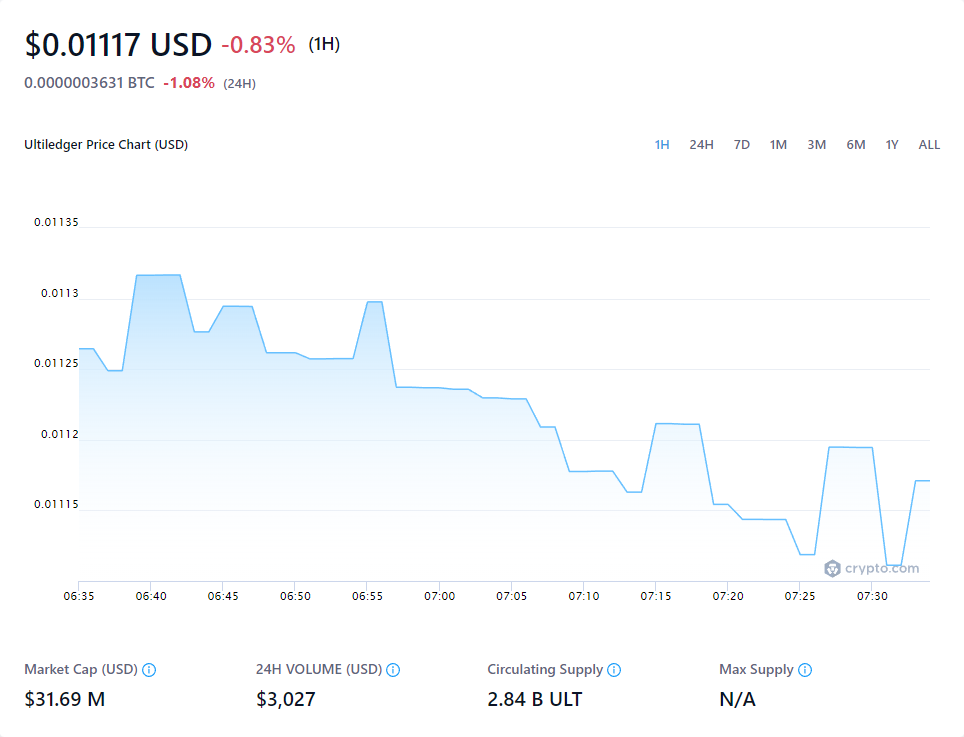 $0.01117 USD -0.83% (1H)
0.0000003631 BTC -1.08% (24H)
Ultiledger Price Chart (USD) 1H 24H 7D 1M 3M 6M 1Y ALL
0.01135
0.0113
0.01125
0.0112
0.01115
crypto.com
06:35 06:40 06:45 06:50 06:55 07:00 07:05 07:10 07:15 07:20 07:25 07:30
Market Cap (USD) 24H VOLUME (USD) Circulating Supply Max Supply
$31.69 M $3,027 2.84 B ULT N/A